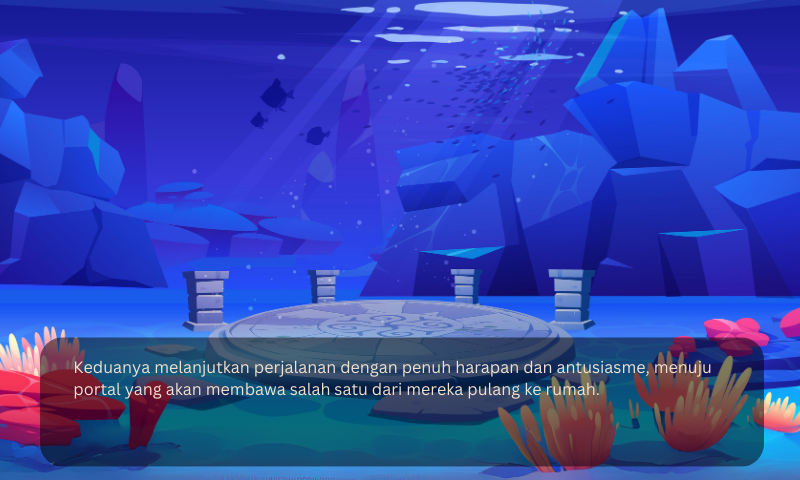 Keduanya melanjutkan perjalanan dengan penuh harapan dan antusiasme, menuju
portal yang akan membawa salah satu dari mereka pulang ke rumah.